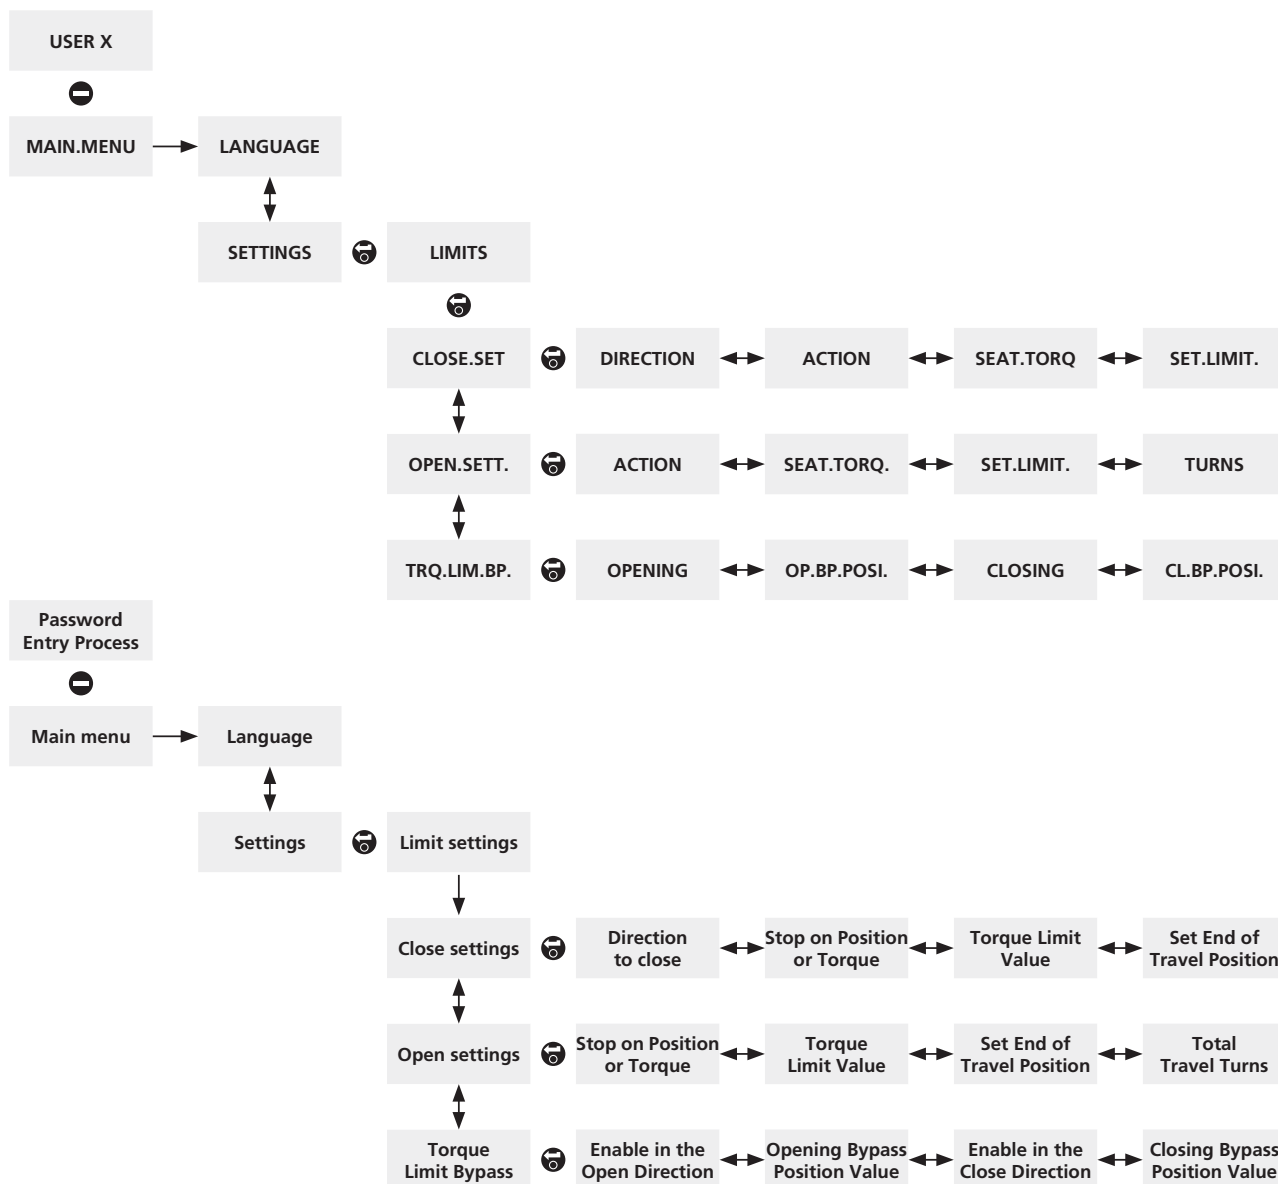 USER X
MAIN.MENU
LANGUAGE
SETTINGS
LIMITS
CLOSE.SET
DIRECTION
ACTION
SEAT.TORQ
SET.LIMIT.
OPEN.SETT.
ACTION
SEAT.TORQ.
SET.LIMIT.
TURNS
TRQ.LIM.BP.
OPENING
OP.BP.POSI.
CLOSING
CL.BP.POSI.
Password
Entry Process
Main menu
Language
Settings
Limit settings
Close settings
Direction
to close
Stop on Position
or Torque
Torque Limit
Value
Set End of
Travel Position
Open settings
Stop on Position
or Torque
Torque
Limit Value
Set End of
Travel Position
Total
Travel Turns
Torque
Limit Bypass
Enable in the
Open Direction
Opening Bypass
Position Value
Enable in the
Close Direction
Closing Bypass
Position Value